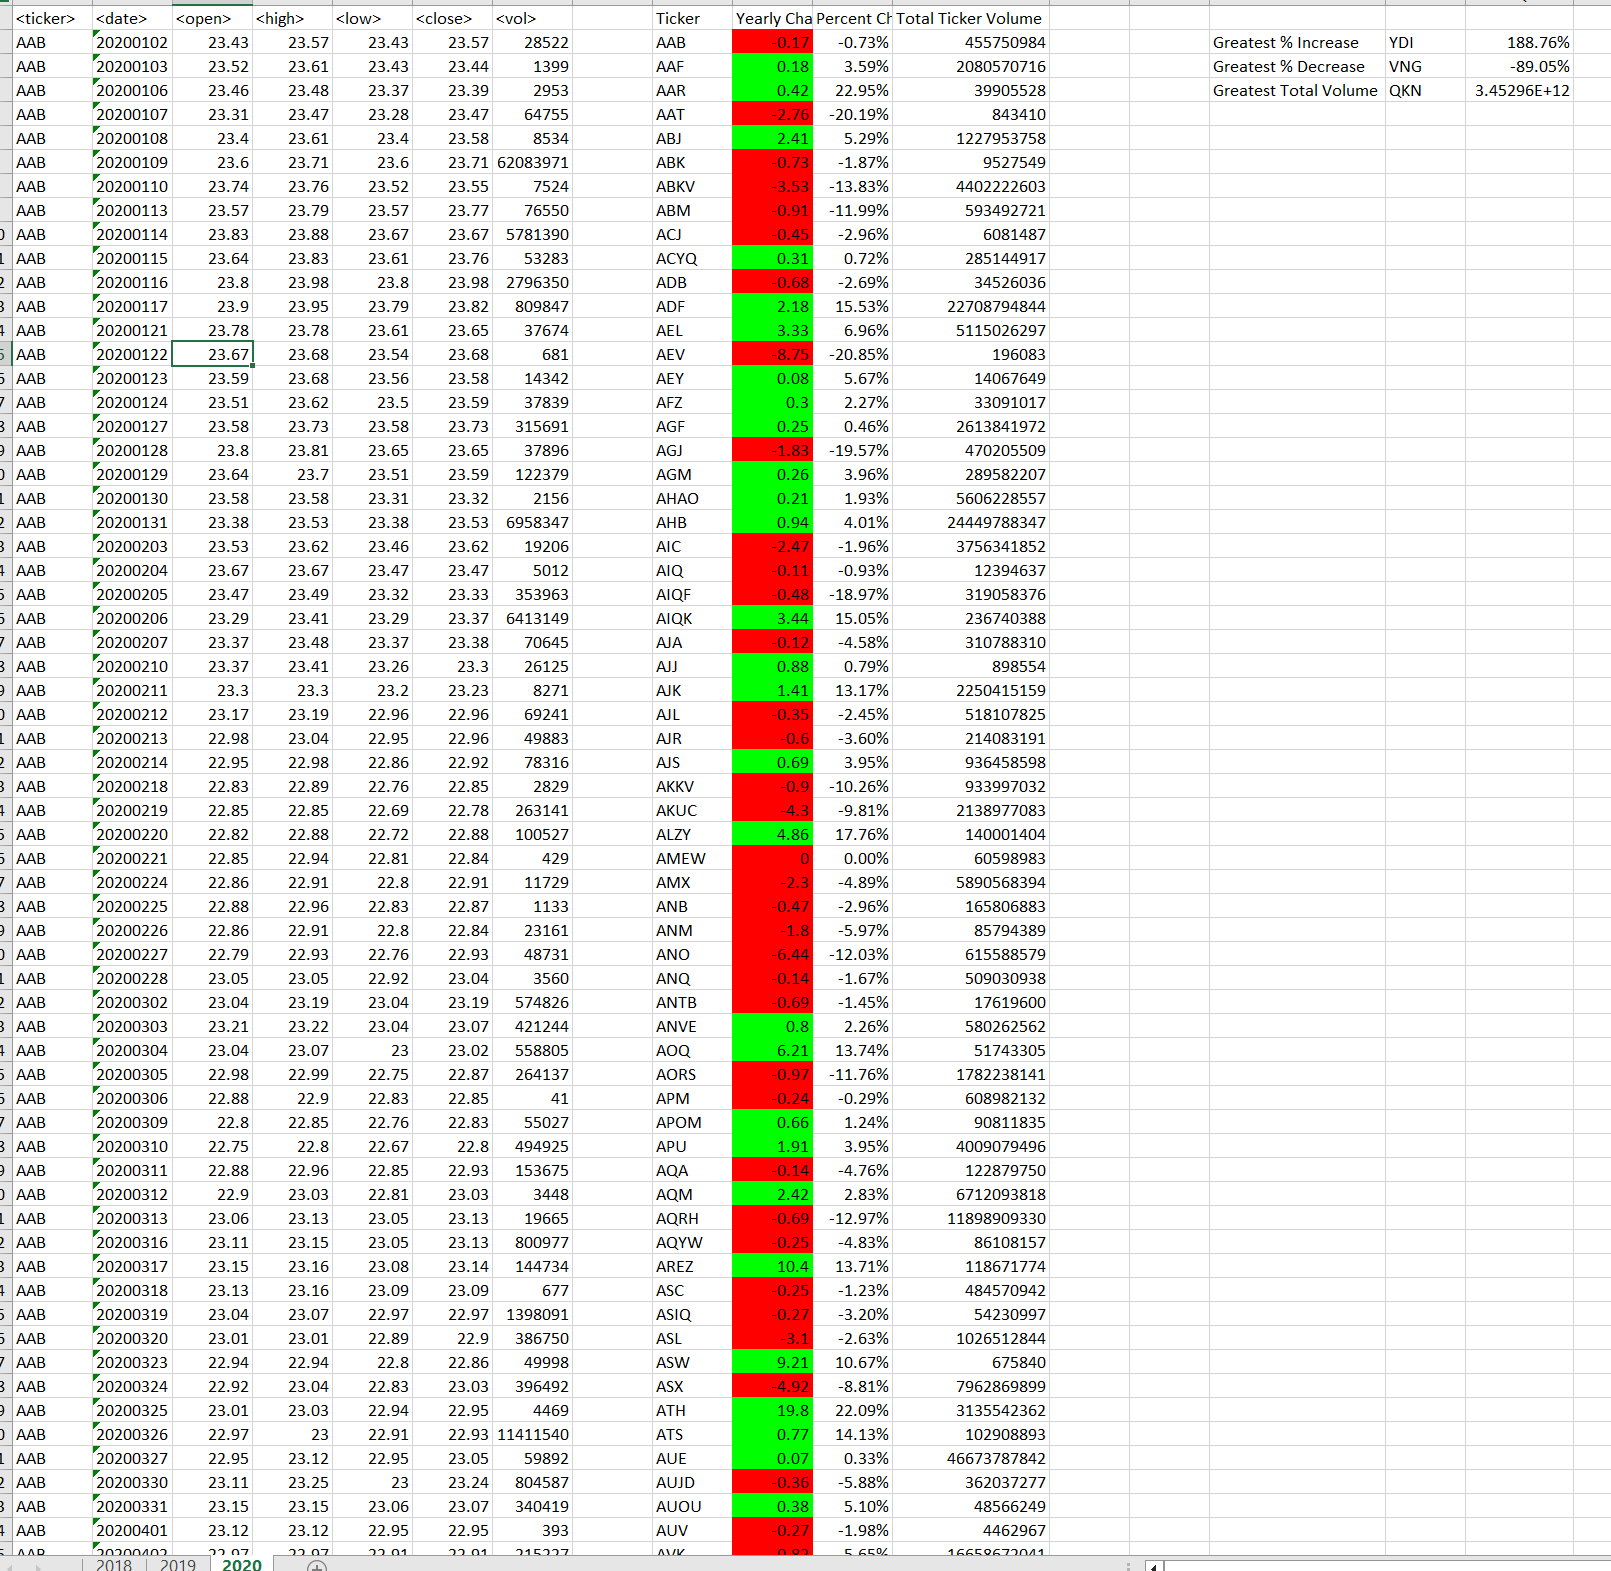 <ticker> <date> <open> <high> <low> <close> <vol> Ticker Yearly Cha Percent Ch Total Ticker Volume
AAB 20200102 23.43 23.57 23.43 23.57 28522 AAB -0.17 -0.73% 455750984 Greatest % Increase YDI 188.76%
AAB 20200103 23.52 23.61 23.43 23.44 1399 AAF 0.18 3.59% 2080570716 Greatest % Decrease VNG -89.05%
AAB 20200106 23.46 23.48 23.37 23.39 2953 AAR 0.42 22.95% 39905528 Greatest Total Volume QKN 3.45296E+12
AAB 20200107 23.31 23.47 23.28 23.47 64755 AAT -2.76 -20.19% 843410
AAB 20200108 23.4 23.61 23.4 23.58 8534 ABJ 2.41 5.29% 1227953758
AAB 20200109 23.6 23.71 23.6 23.71 62083971 ABK -0.73 -1.87% 9527549
AAB 20200110 23.74 23.76 23.52 23.55 7524 ABKV -3.53 -13.83% 4402222603
AAB 20200113 23.57 23.79 23.57 23.77 76550 ABM -0.91 -11.99% 593492721
AAB 20200114 23.83 23.88 23.67 23.67 5781390 ACJ -0.45 -2.96% 6081487
AAB 20200115 23.64 23.83 23.61 23.76 53283 ACYQ 0.31 0.72% 285144917
AAB 20200116 23.8 23.98 23.8 23.98 2796350 ADB -0.68 -2.69% 34526036
AAB 20200117 23.9 23.95 23.79 23.82 809847 ADF 2.18 15.53% 22708794844
AAB 20200121 23.78 23.78 23.61 23.65 37674 AEL 3.33 6.96% 5115026297
AAB 20200122 23.67 23.68 23.54 23.68 681 AEV -8.75 -20.85% 196083
AAB 20200123 23.59 23.68 23.56 23.58 14342 AEY 0.08 5.67% 14067649
AAB 20200124 23.51 23.62 23.5 23.59 37839 AFZ 0.3 2.27% 33091017
AAB 20200127 23.58 23.73 23.58 23.73 315691 AGF 0.25 0.46% 2613841972
AAB 20200128 23.8 23.81 23.65 23.65 37896 AGJ -1.83 -19.57% 470205509
AAB 20200129 23.64 23.7 23.51 23.59 122379 AGM 0.26 3.96% 289582207
AAB 20200130 23.58 23.58 23.31 23.32 2156 AHAO 0.21 1.93% 5606228557
AAB 20200131 23.38 23.53 23.38 23.53 6958347 AHB 0.94 4.01% 24449788347
AAB 20200203 23.53 23.62 23.46 23.62 19206 AIC -2.47 -1.96% 3756341852
AAB 20200204 23.67 23.67 23.47 23.47 5012 AIQ -0.11 -0.93% 12394637
AAB 20200205 23.47 23.49 23.32 23.33 353963 AIQF -0.48 -18.97% 319058376
AAB 20200206 23.29 23.41 23.29 23.37 6413149 AIQK 3.44 15.05% 236740388
AAB 20200207 23.37 23.48 23.37 23.38 70645 AJA -0.12 -4.58% 310788310
AAB 20200210 23.37 23.41 23.26 23.3 26125 AJJ 0.88 0.79% 898554
AAB 20200211 23.3 23.3 23.2 23.23 8271 AJK 1.41 13.17% 2250415159
AAB 20200212 23.17 23.19 22.96 22.96 69241 AJL -0.35 -2.45% 518107825
AAB 20200213 22.98 23.04 22.95 22.96 49883 AJR -0.6 -3.60% 214083191
AAB 20200214 22.95 22.98 22.86 22.92 78316 AJS 0.69 3.95% 936458598
AAB 20200218 22.83 22.89 22.76 22.85 2829 AKKV -0.9 -10.26% 933997032
AAB 20200219 22.85 22.85 22.69 22.78 263141 AKUC -4.3 -9.81% 2138977083
AAB 20200220 22.82 22.88 22.72 22.88 100527 ALZY 4.86 17.76% 140001404
AAB 20200221 22.85 22.94 22.81 22.84 429 AMEW 0 0.00% 60598983
AAB 20200224 22.86 22.91 22.8 22.91 11729 AMX -2.3 -4.89% 5890568394
AAB 20200225 22.88 22.96 22.83 22.87 1133 ANB -0.47 -2.96% 165806883
AAB 20200226 22.86 22.91 22.8 22.84 23161 ANM -1.8 -5.97% 85794389
AAB 20200227 22.79 22.93 22.76 22.93 48731 ANO -6.44 -12.03% 615588579
AAB 20200228 23.05 23.05 22.92 23.04 3560 ANQ -0.14 -1.67% 509030938
AAB 20200302 23.04 23.19 23.04 23.19 574826 ANTB -0.69 -1.45% 17619600
AAB 20200303 23.21 23.22 23.04 23.07 421244 ANVE 0.8 2.26% 580262562
AAB 20200304 23.04 23.07 23 23.02 558805 AOQ 6.21 13.74% 51743305
AAB 20200305 22.98 22.99 22.75 22.87 264137 AORS -0.97 -11.76% 1782238141
AAB 20200306 22.88 22.9 22.83 22.85 41 APM -0.24 -0.29% 608982132
AAB 20200309 22.8 22.85 22.76 22.83 55027 APOM 0.66 1.24% 90811835
AAB 20200310 22.75 22.8 22.67 22.8 494925 APU 1.91 3.95% 4009079496
AAB 20200311 22.88 22.96 22.85 22.93 153675 AQA -0.14 -4.76% 122879750
AAB 20200312 22.9 23.03 22.81 23.03 3448 AQM 2.42 2.83% 6712093818
AAB 20200313 23.06 23.13 23.05 23.13 19665 AQRH -0.69 -12.97% 11898909330
AAB 20200316 23.11 23.15 23.05 23.13 800977 AQYW -0.25 -4.83% 86108157
AAB 20200317 23.15 23.16 23.08 23.14 144734 AREZ 10.4 13.71% 118671774
AAB 20200318 23.13 23.16 23.09 23.09 677 ASC -0.25 -1.23% 484570942
AAB 20200319 23.04 23.07 22.97 22.97 1398091 ASIQ -0.27 -3.20% 54230997
AAB 20200320 23.01 23.01 22.89 22.9 386750 ASL -3.1 -2.63% 1026512844
AAB 20200323 22.94 22.94 22.8 22.86 49998 ASW 9.21 10.67% 675840
AAB 20200324 22.92 23.04 22.83 23.03 396492 ASX -4.92 -8.81% 7962869899
AAB 20200325 23.01 23.03 22.94 22.95 4469 ATH 19.8 22.09% 3135542362
AAB 20200326 22.97 23 22.91 22.93 11411540 ATS 0.77 14.13% 102908893
AAB 20200327 22.95 23.12 22.95 23.05 59892 AUE 0.07 0.33% 46673787842
AAB 20200330 23.11 23.25 23 23.24 804587 AUJD -0.36 -5.88% 362037277
AAB 20200331 23.15 23.15 23.06 23.07 340419 AUOU 0.38 5.10% 48566249
AAB 20200401 23.12 23.12 22.95 22.95 393 AUV -0.27 -1.98% 4462967
AAB 20200402 22.97 22.97 22.91 22.91
2018 2019 2020